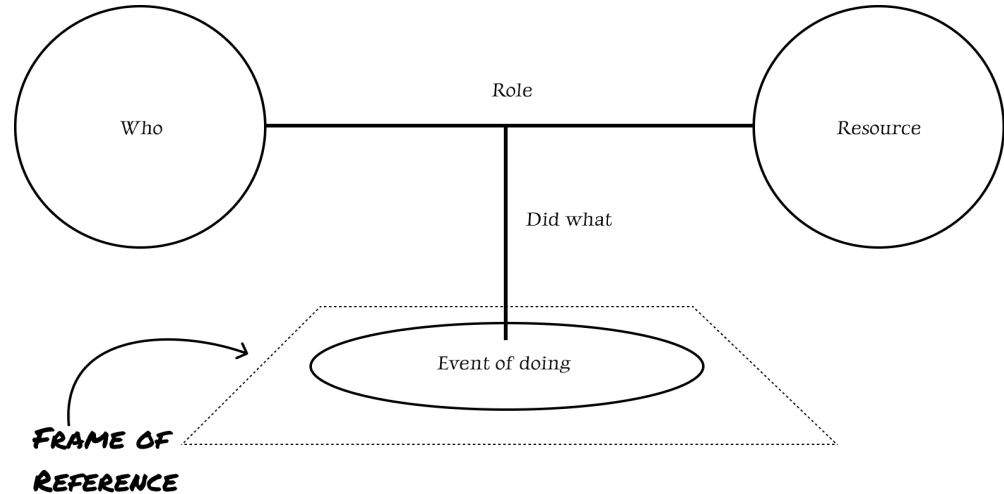 Role
Who
Resource
Did what
Event of doing
Frame of
Reference